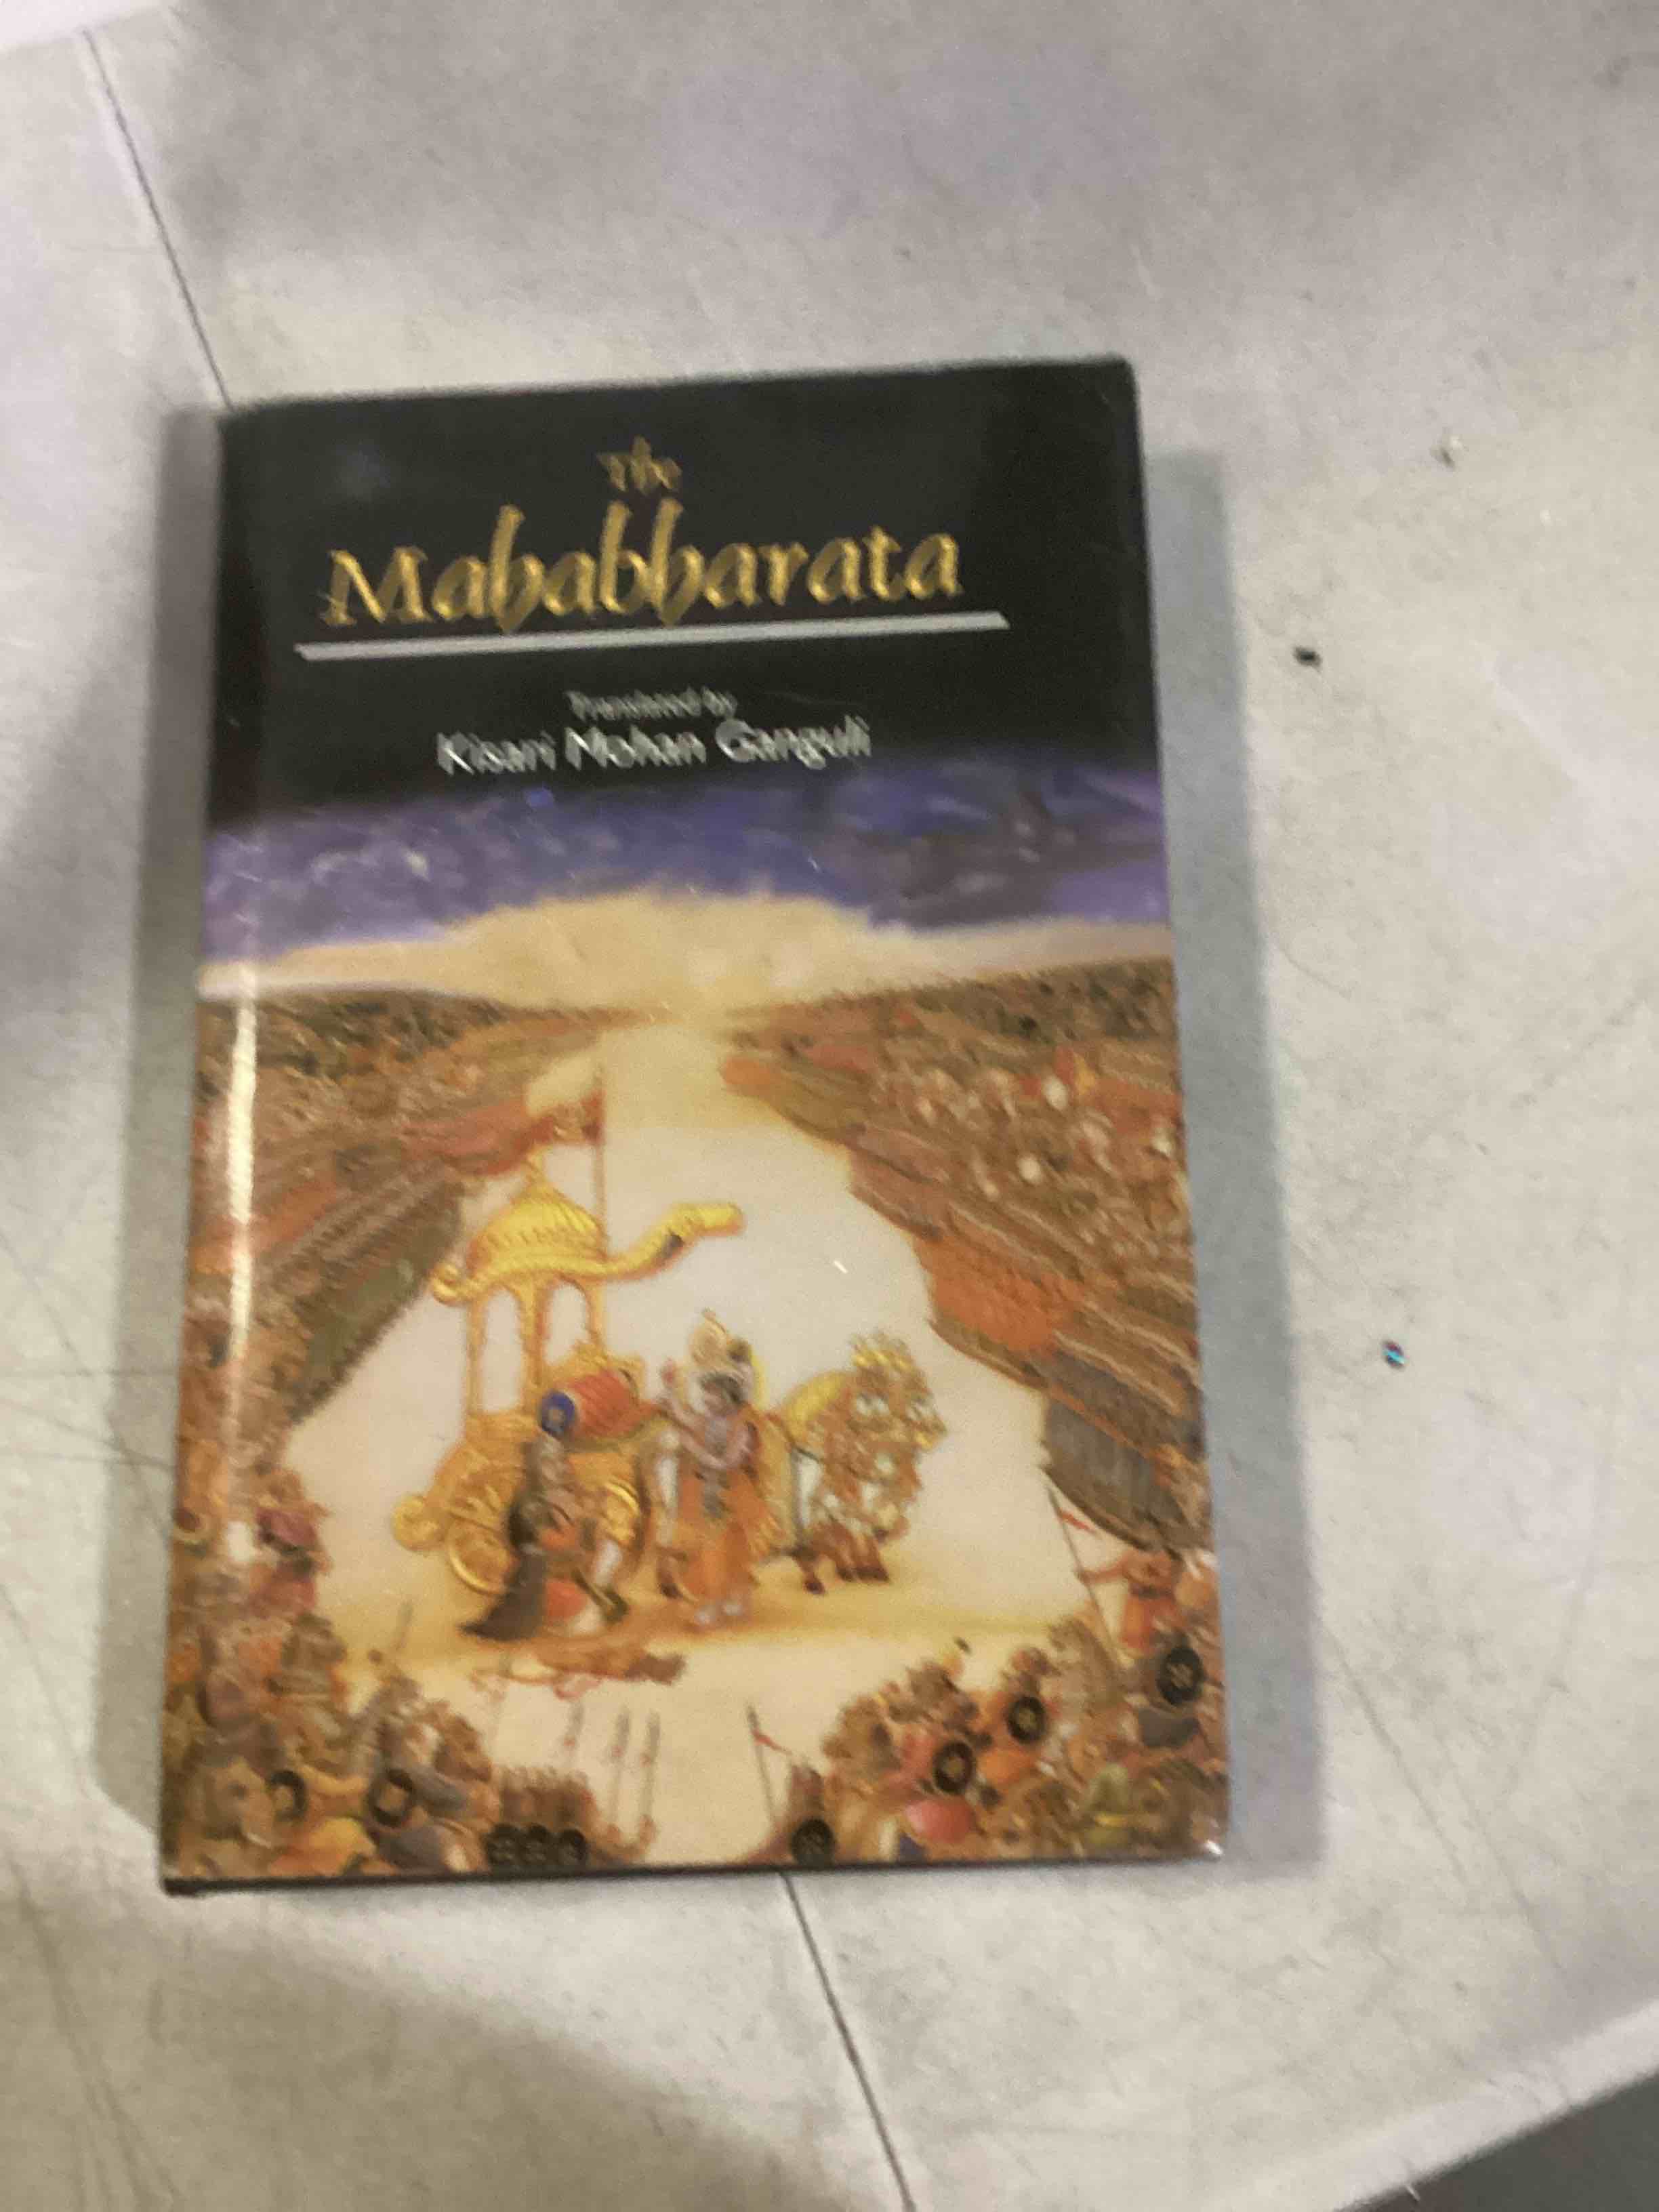 The
Mahabharata
Translated by
Kisari Mohan Ganguli